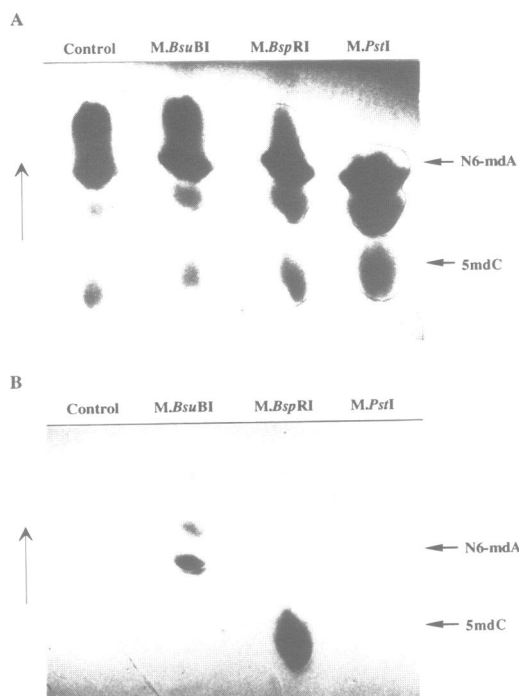 A
Control M.BsuBI M.BspRI M.PstI
N6-mdA
5mdC
B
Control M.BsuBI M.BspRI M.PstI
N6-mdA
5mdC